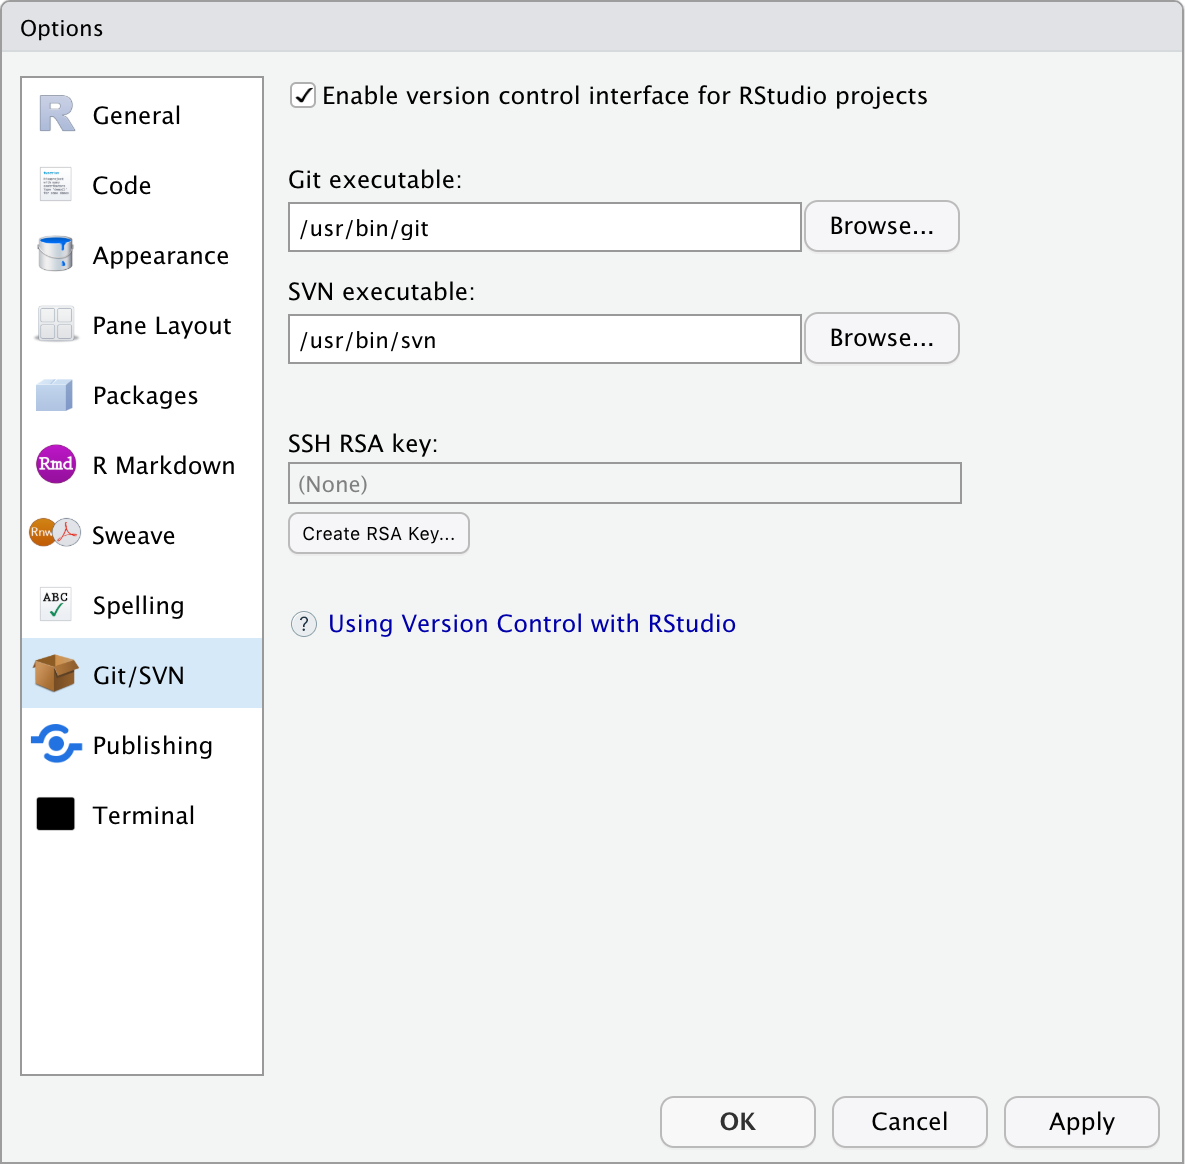 Options
General
Code
Appearance
Pane Layout
Packages
Rmd
R Markdown
Rnw
Sweave
ABC
Spelling
Git/SVN
Publishing
Terminal
Enable version control interface for RStudio projects
Git executable:
/usr/bin/git
Browse...
SVN executable:
/usr/bin/svn
Browse...
SSH RSA key:
(None)
Create RSA Key...
? Using Version Control with RStudio
OK
Cancel
Apply